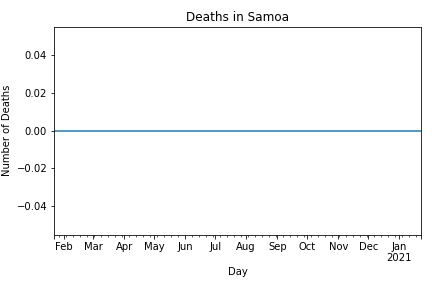 Deaths in Samoa
Number of Deaths
0.04
0.02
0.00
−0.02
−0.04
Feb Mar Apr May Jun Jul Aug Sep Oct Nov Dec Jan
2021
Day